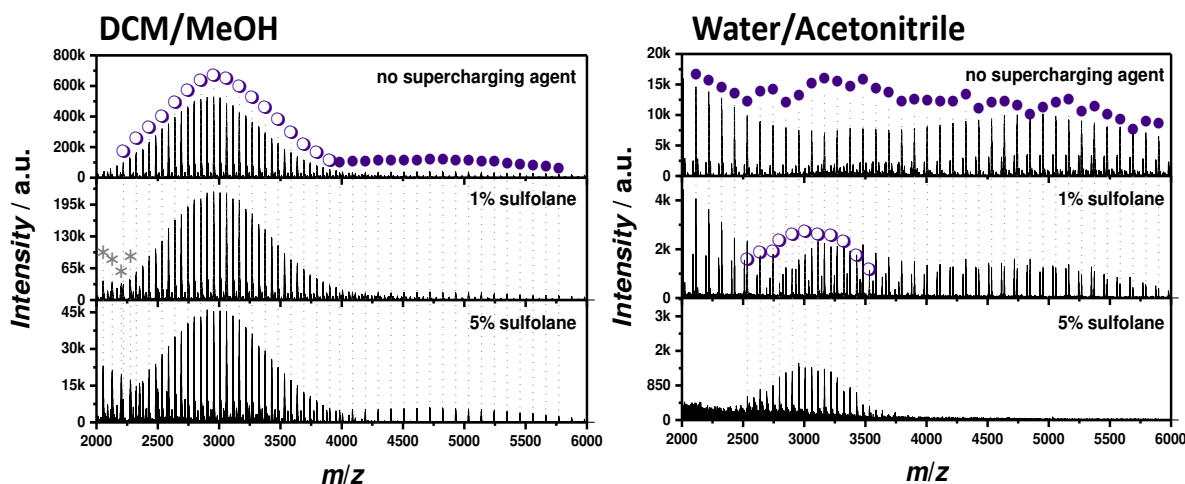 DCM/MeOH
800k
600k
400k
200k
0
no supercharging agent
195k
130k
65k
0
1% sulfolane
45k
30k
15k
0
5% sulfolane
2000 2500 3000 3500 4000 4500 5000 5500 6000
Intensity / a.u.
m/z
Water/Acetonitrile
20k
15k
10k
5k
0
no supercharging agent
4k
2k
0
1% sulfolane
3k
2k
850
0
5% sulfolane
2000 2500 3000 3500 4000 4500 5000 5500 6000
Intensity / a.u.
m/z